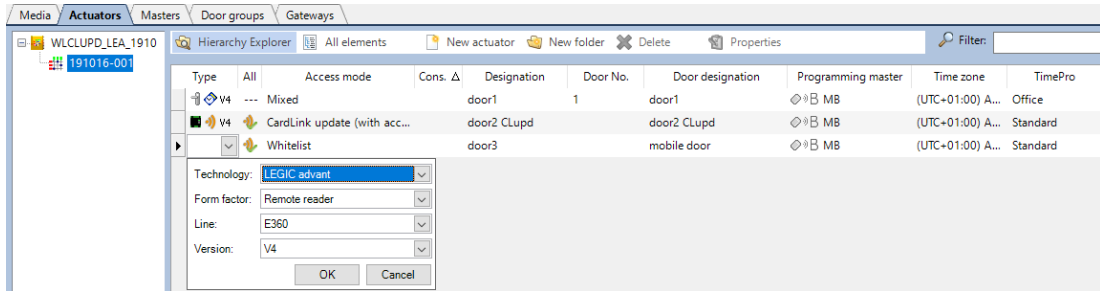 Media Actuators Masters Door groups Gateways
WLCLUPD_LEA_1910
191016-001
Hierarchy Explorer All elements New actuator New folder Delete Properties Filter:
Type All Access mode Cons. Δ Designation Door No. Door designation Programming master Time zone TimePro
V4 --- Mixed door1 1 door1 MB (UTC+01:00) A... Office
V4 CardLink update (with acc... door2 CLupd door2 CLupd MB (UTC+01:00) A... Standard
Whitelist door3 mobile door MB (UTC+01:00) A... Standard
Technology: LEGIC advant
Form factor: Remote reader
Line: E360
Version: V4
OK Cancel